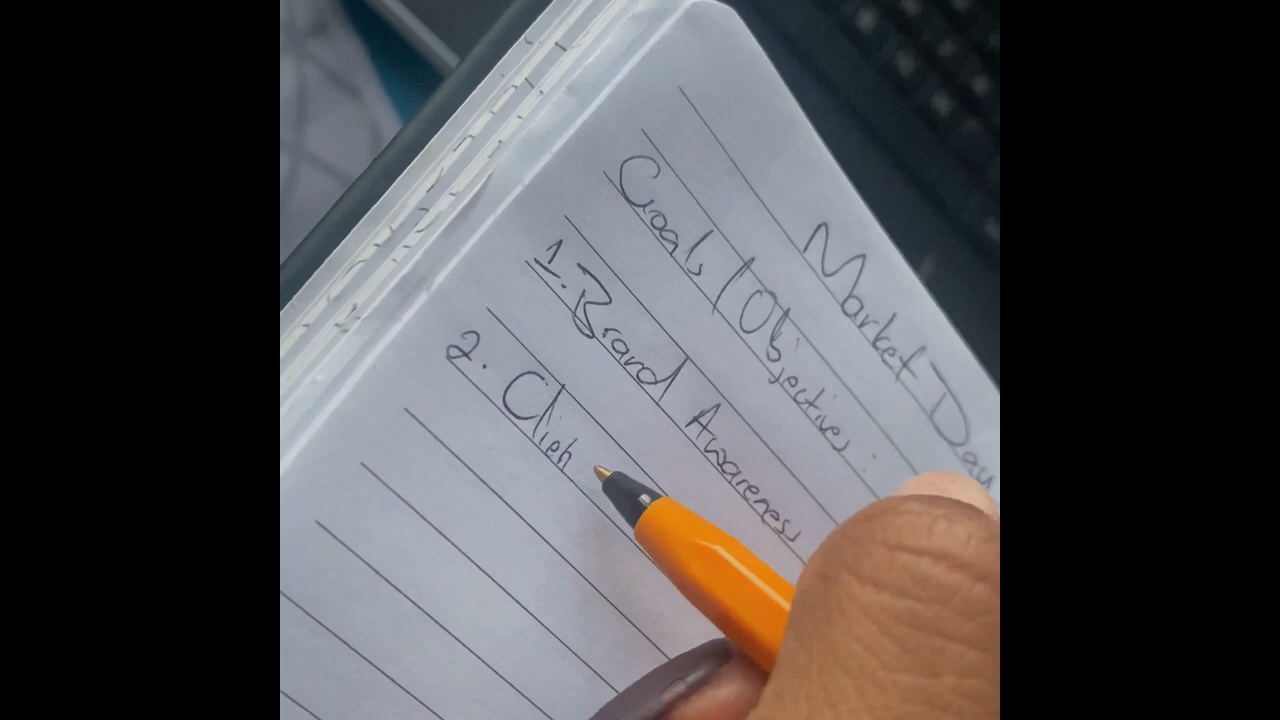 Market Day
Goals / Objectives:
1. Brand Awareness
2. Clien